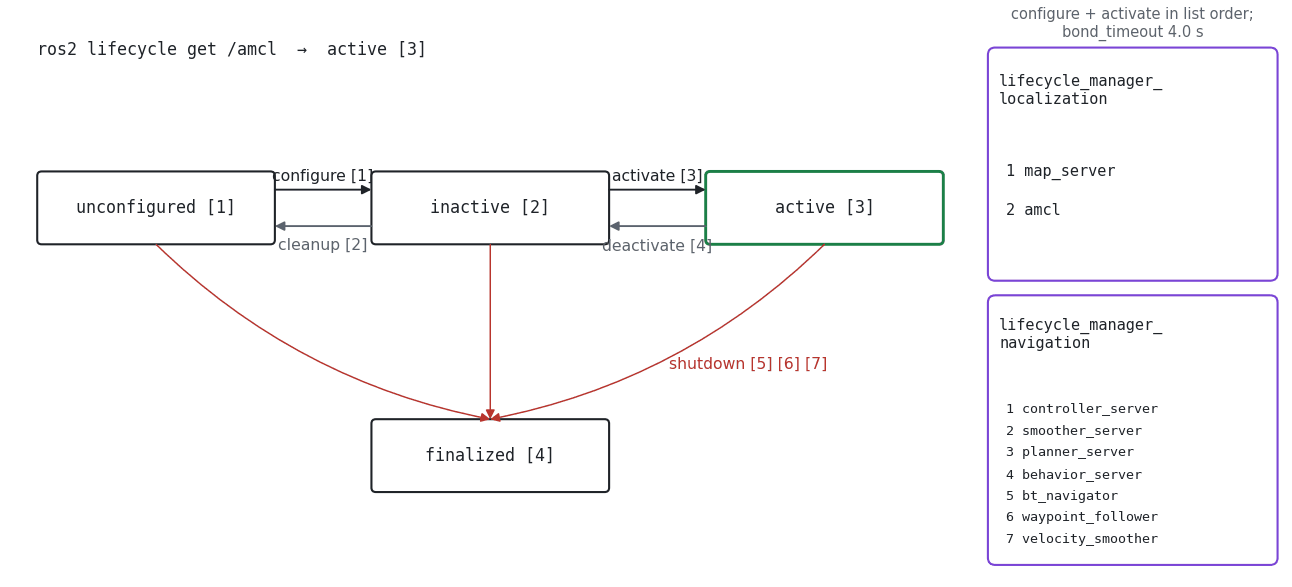 ros2 lifecycle get /amcl  →  active [3]
unconfigured [1]
configure [1]
cleanup [2]
inactive [2]
activate [3]
deactivate [4]
active [3]
shutdown [5] [6] [7]
finalized [4]
configure + activate in list order;
bond_timeout 4.0 s
lifecycle_manager_
localization
1 map_server
2 amcl
lifecycle_manager_
navigation
1 controller_server
2 smoother_server
3 planner_server
4 behavior_server
5 bt_navigator
6 waypoint_follower
7 velocity_smoother